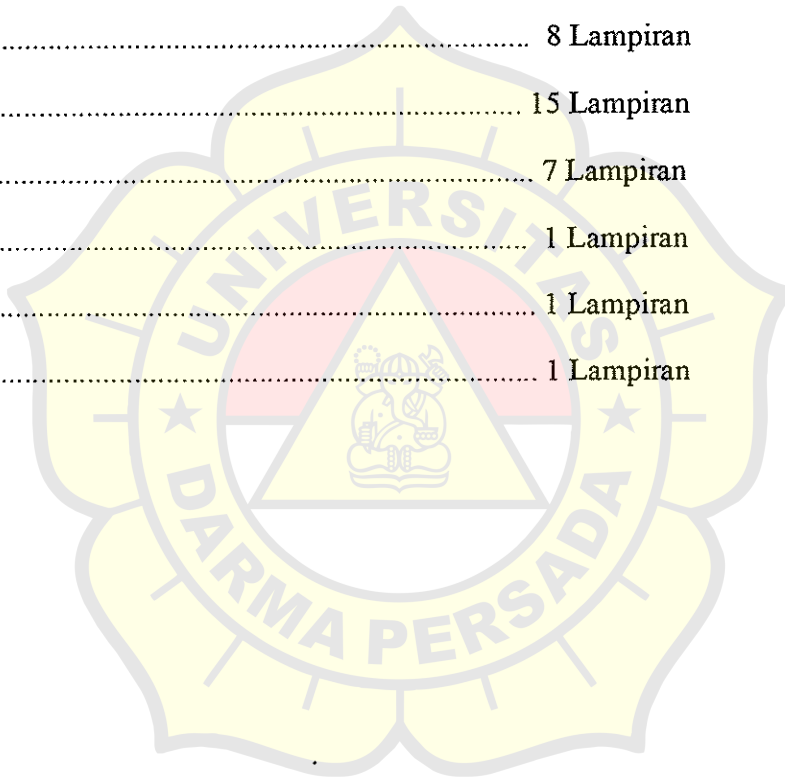 ........................................................ 8 Lampiran
........................................................ 15 Lampiran
........................................................ 7 Lampiran
........................................................ 1 Lampiran
........................................................ 1 Lampiran
........................................................ 1 Lampiran
UNIVERSITAS
DARMA PERSADA